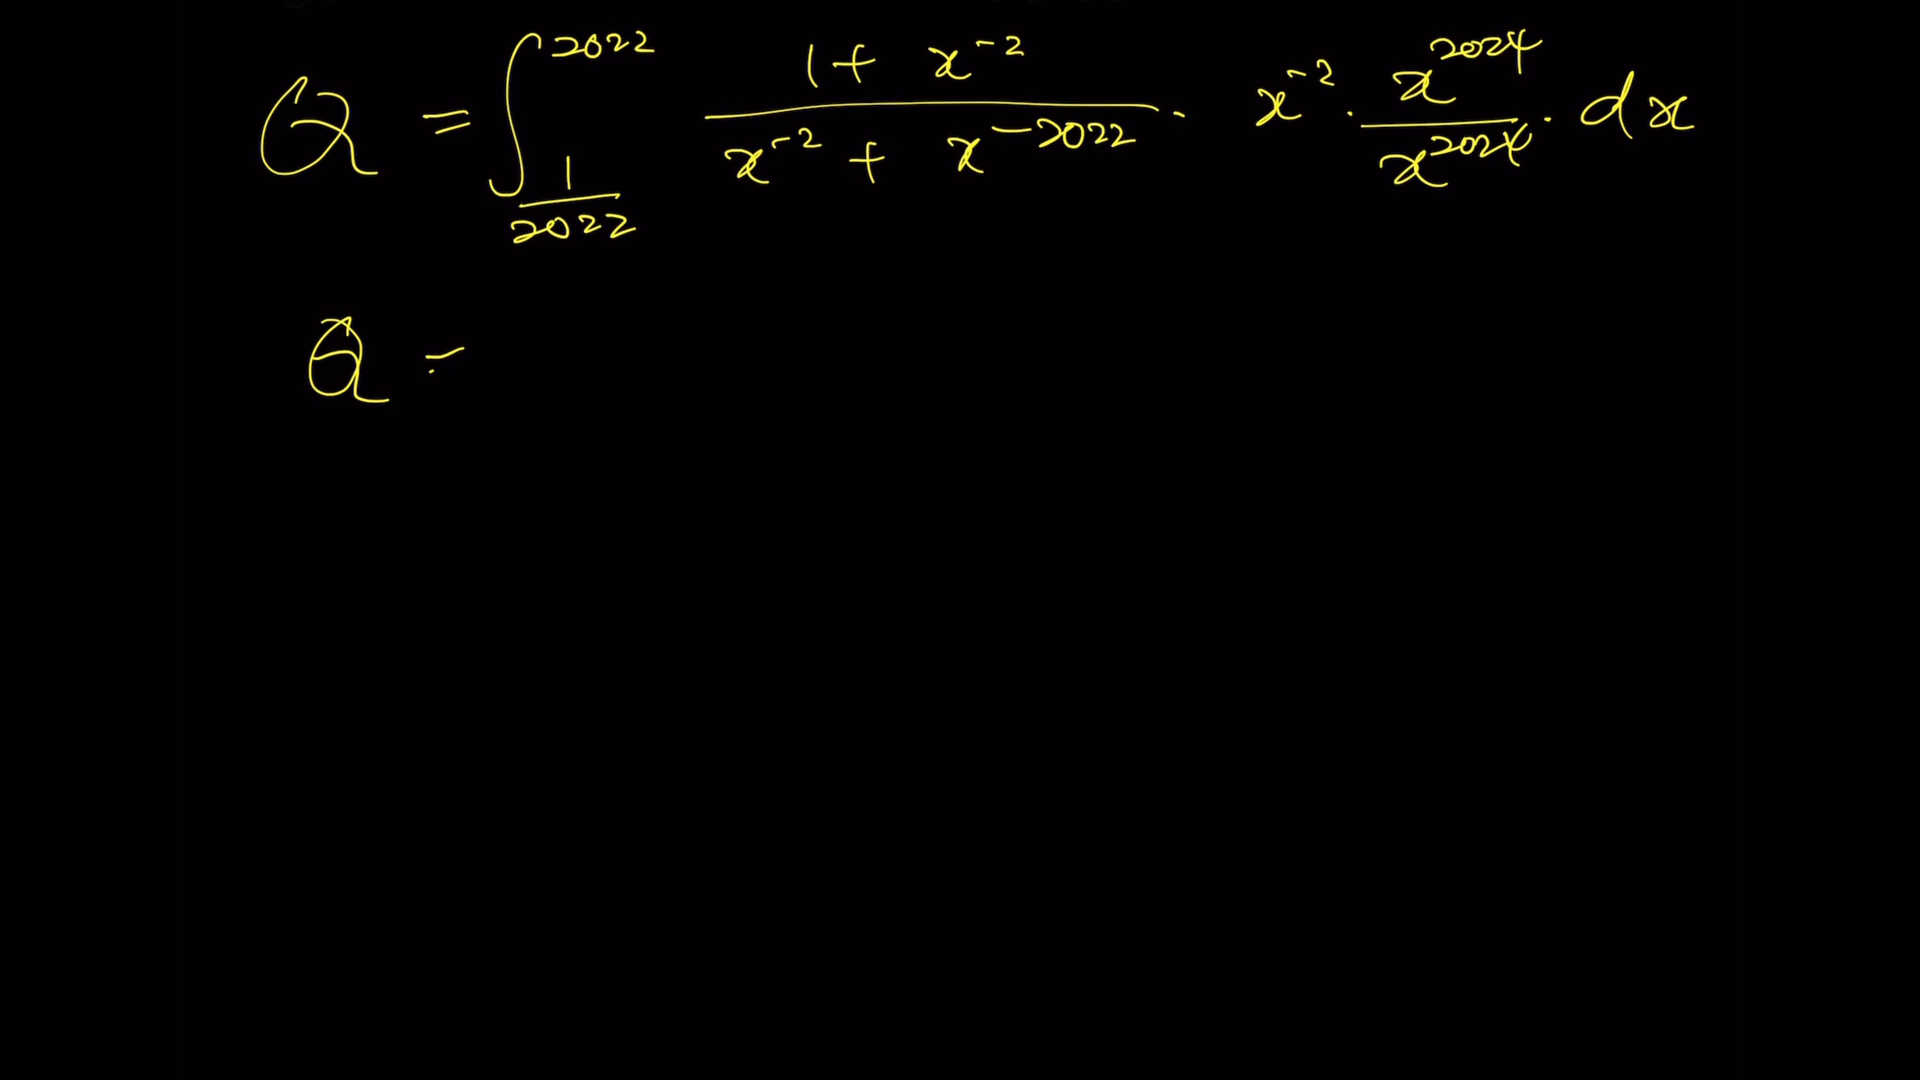 Q = ∫_{1/2022}^{2022} (1 + x^{-2})/(x^{-2} + x^{-2022}) · x^{-2} · x^{2024}/x^{2024} · dx
Q =